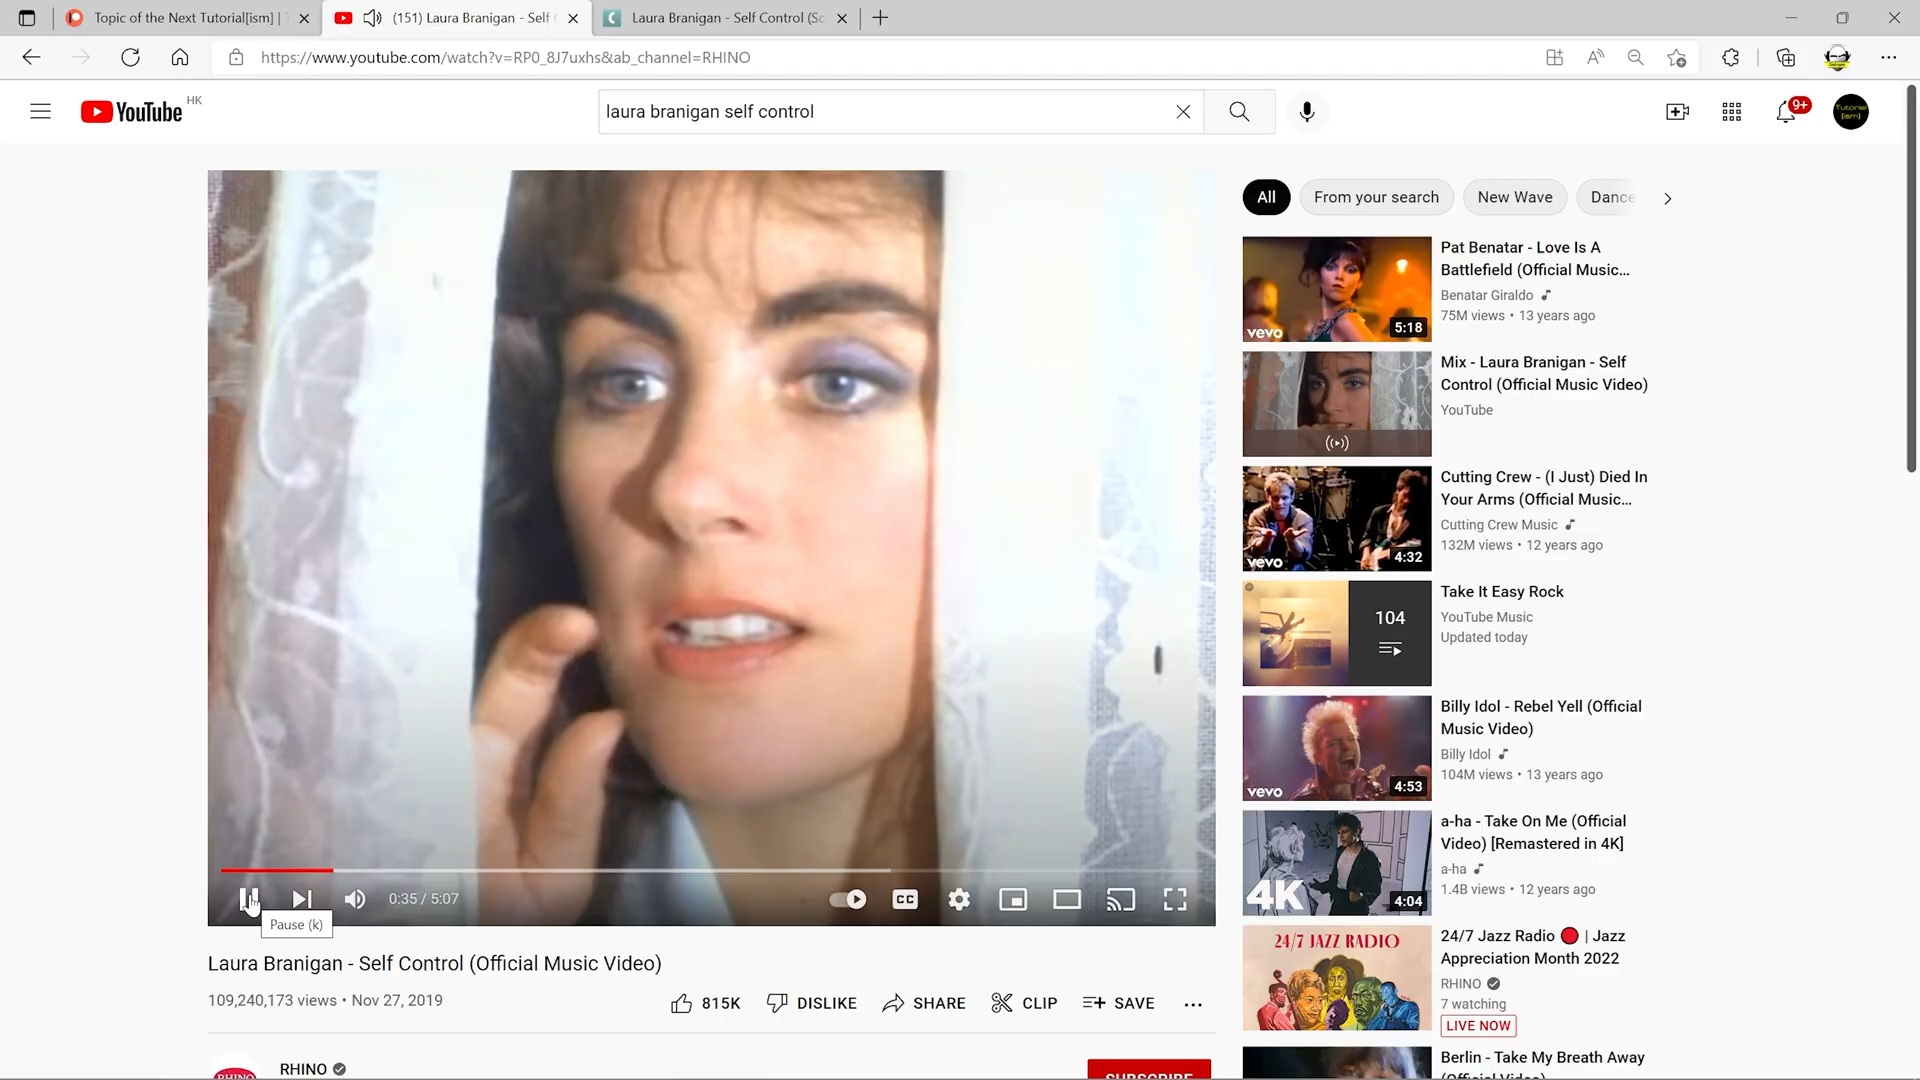 Topic of the Next Tutorial[ism] |
(151) Laura Branigan - Self
Laura Branigan - Self Control (Sc
https://www.youtube.com/watch?v=RP0_8J7uxhs&ab_channel=RHINO
YouTube HK
laura branigan self control
9+
Tutorial
[ism]
All
From your search
New Wave
Dance
Pat Benatar - Love Is A
Battlefield (Official Music...
Benatar Giraldo
75M views • 13 years ago
vevo
5:18
Mix - Laura Branigan - Self
Control (Official Music Video)
YouTube
Cutting Crew - (I Just) Died In
Your Arms (Official Music...
Cutting Crew Music
132M views • 12 years ago
vevo
4:32
Take It Easy Rock
YouTube Music
Updated today
104
Billy Idol - Rebel Yell (Official
Music Video)
Billy Idol
104M views • 13 years ago
vevo
4:53
a-ha - Take On Me (Official
Video) [Remastered in 4K]
a-ha
1.4B views • 12 years ago
4K
4:04
24/7 JAZZ RADIO
24/7 Jazz Radio 🔴 | Jazz
Appreciation Month 2022
RHINO
7 watching
LIVE NOW
Berlin - Take My Breath Away
(Official Video)
0:35 / 5:07
CC
Pause (k)
Laura Branigan - Self Control (Official Music Video)
109,240,173 views • Nov 27, 2019
815K
DISLIKE
SHARE
CLIP
SAVE
RHINO
RHINO
SUBSCRIBE